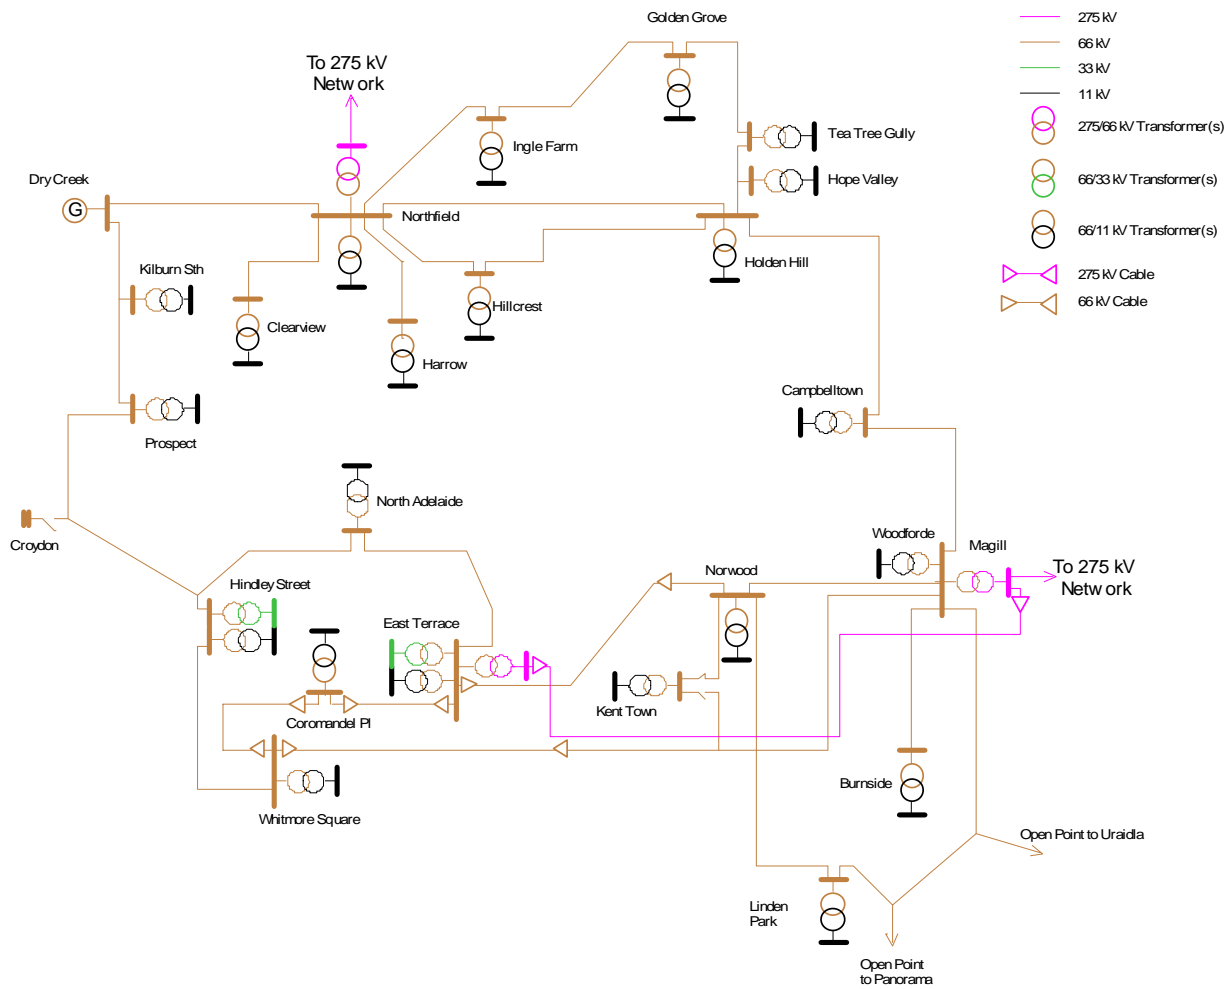 Golden Grove
275 kV
66 kV
33 kV
11 kV
275/66 kV Transformer(s)
66/33 kV Transformer(s)
66/11 kV Transformer(s)
275 kV Cable
66 kV Cable
To 275 kV
Network
Ingle Farm
Tea Tree Gully
Hope Valley
Dry Creek
G
Northfield
Holden Hill
Kilburn Sth
Clearview
Hillcrest
Harrow
Campbelltown
Prospect
North Adelaide
Croydon
Woodforde
Magill
To 275 kV
Network
Norwood
Hindley Street
East Terrace
Kent Town
Coromandel Pl
Burnside
Whitmore Square
Open Point to Uraidla
Linden
Park
Open Point
to Panorama